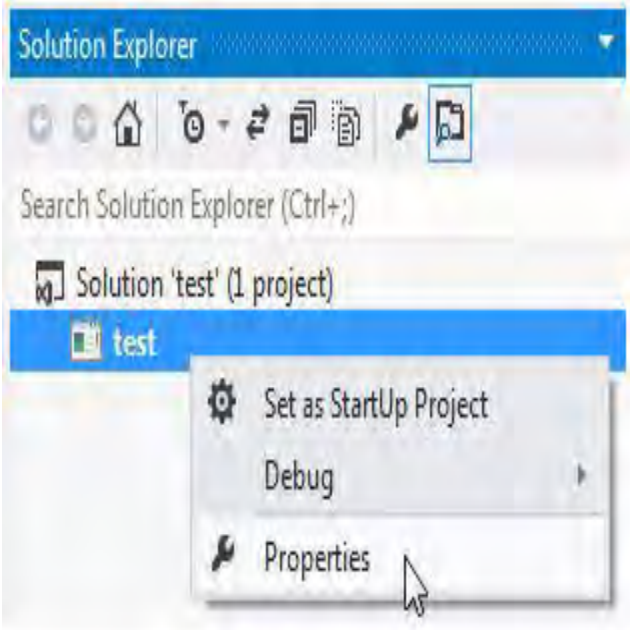 Solution Explorer
Search Solution Explorer (Ctrl+;)
Solution 'test' (1 project)
test
Set as StartUp Project
Debug
Properties